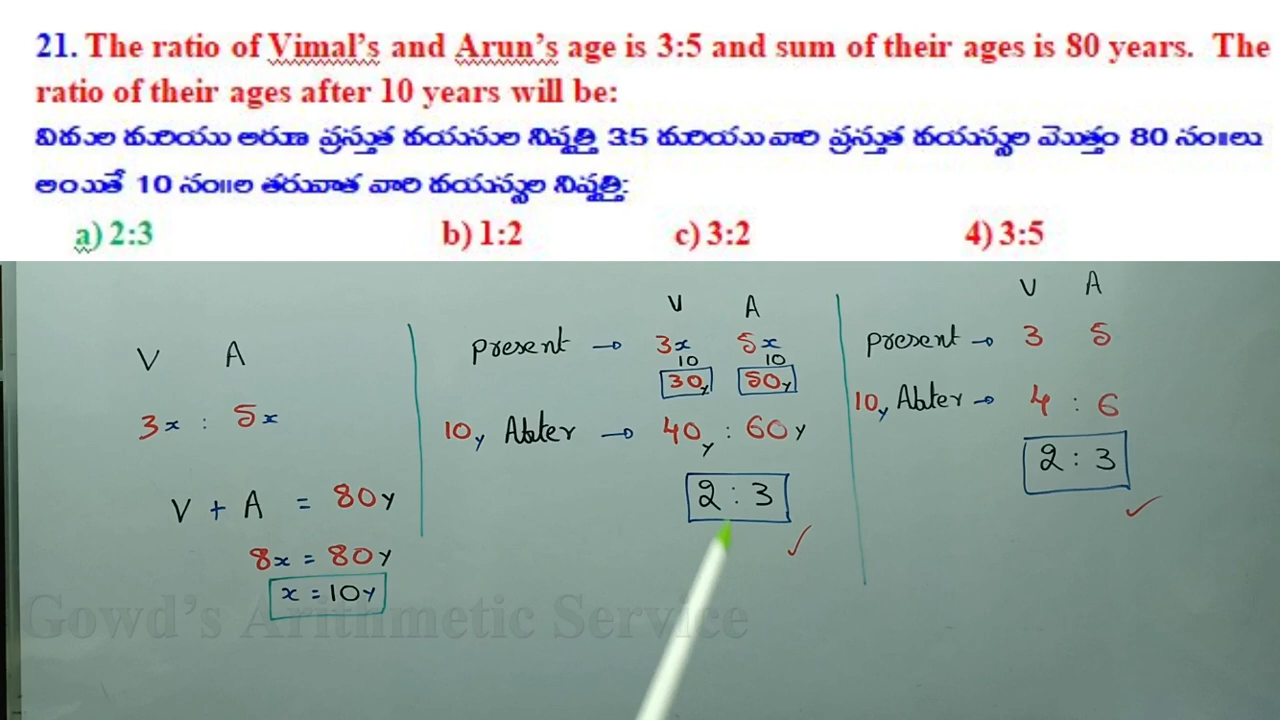 21. The ratio of Vimal's and Arun's age is 3:5 and sum of their ages is 80 years. The
ratio of their ages after 10 years will be:
విమల మరియు అరుణ ప్రస్తుత వయసుల నిష్పత్తి 3:5 మరియు వారి ప్రస్తుత వయస్సుల మొత్తం 80 సం॥లు
అయితే 10 సం॥ల తరువాత వారి వయస్సుల నిష్పత్తి:
a) 2:3 b) 1:2 c) 3:2 4) 3:5
V A
3x : 5x
V + A = 80y
8x = 80y
x = 10y
V A
present → 3x 5x
10 10
30y 50y
10y After → 40y : 60y
2 : 3
V A
present → 3 5
10y After → 4 : 6
2 : 3
Gowd's Arithmetic Service